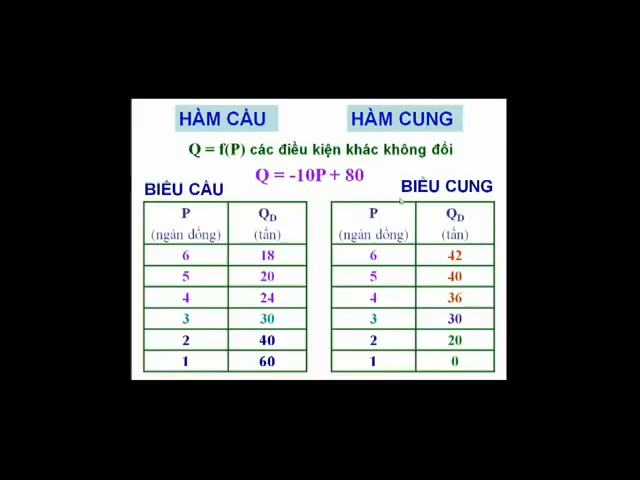 HÀM CẦU HÀM CUNG
Q = f(P) các điều kiện khác không đổi
Q = -10P + 80
BIỂU CẦU BIỂU CUNG
P QD P QD
(ngàn đồng) (tấn) (ngàn đồng) (tấn)
6 18 6 42
5 20 5 40
4 24 4 36
3 30 3 30
2 40 2 20
1 60 1 0